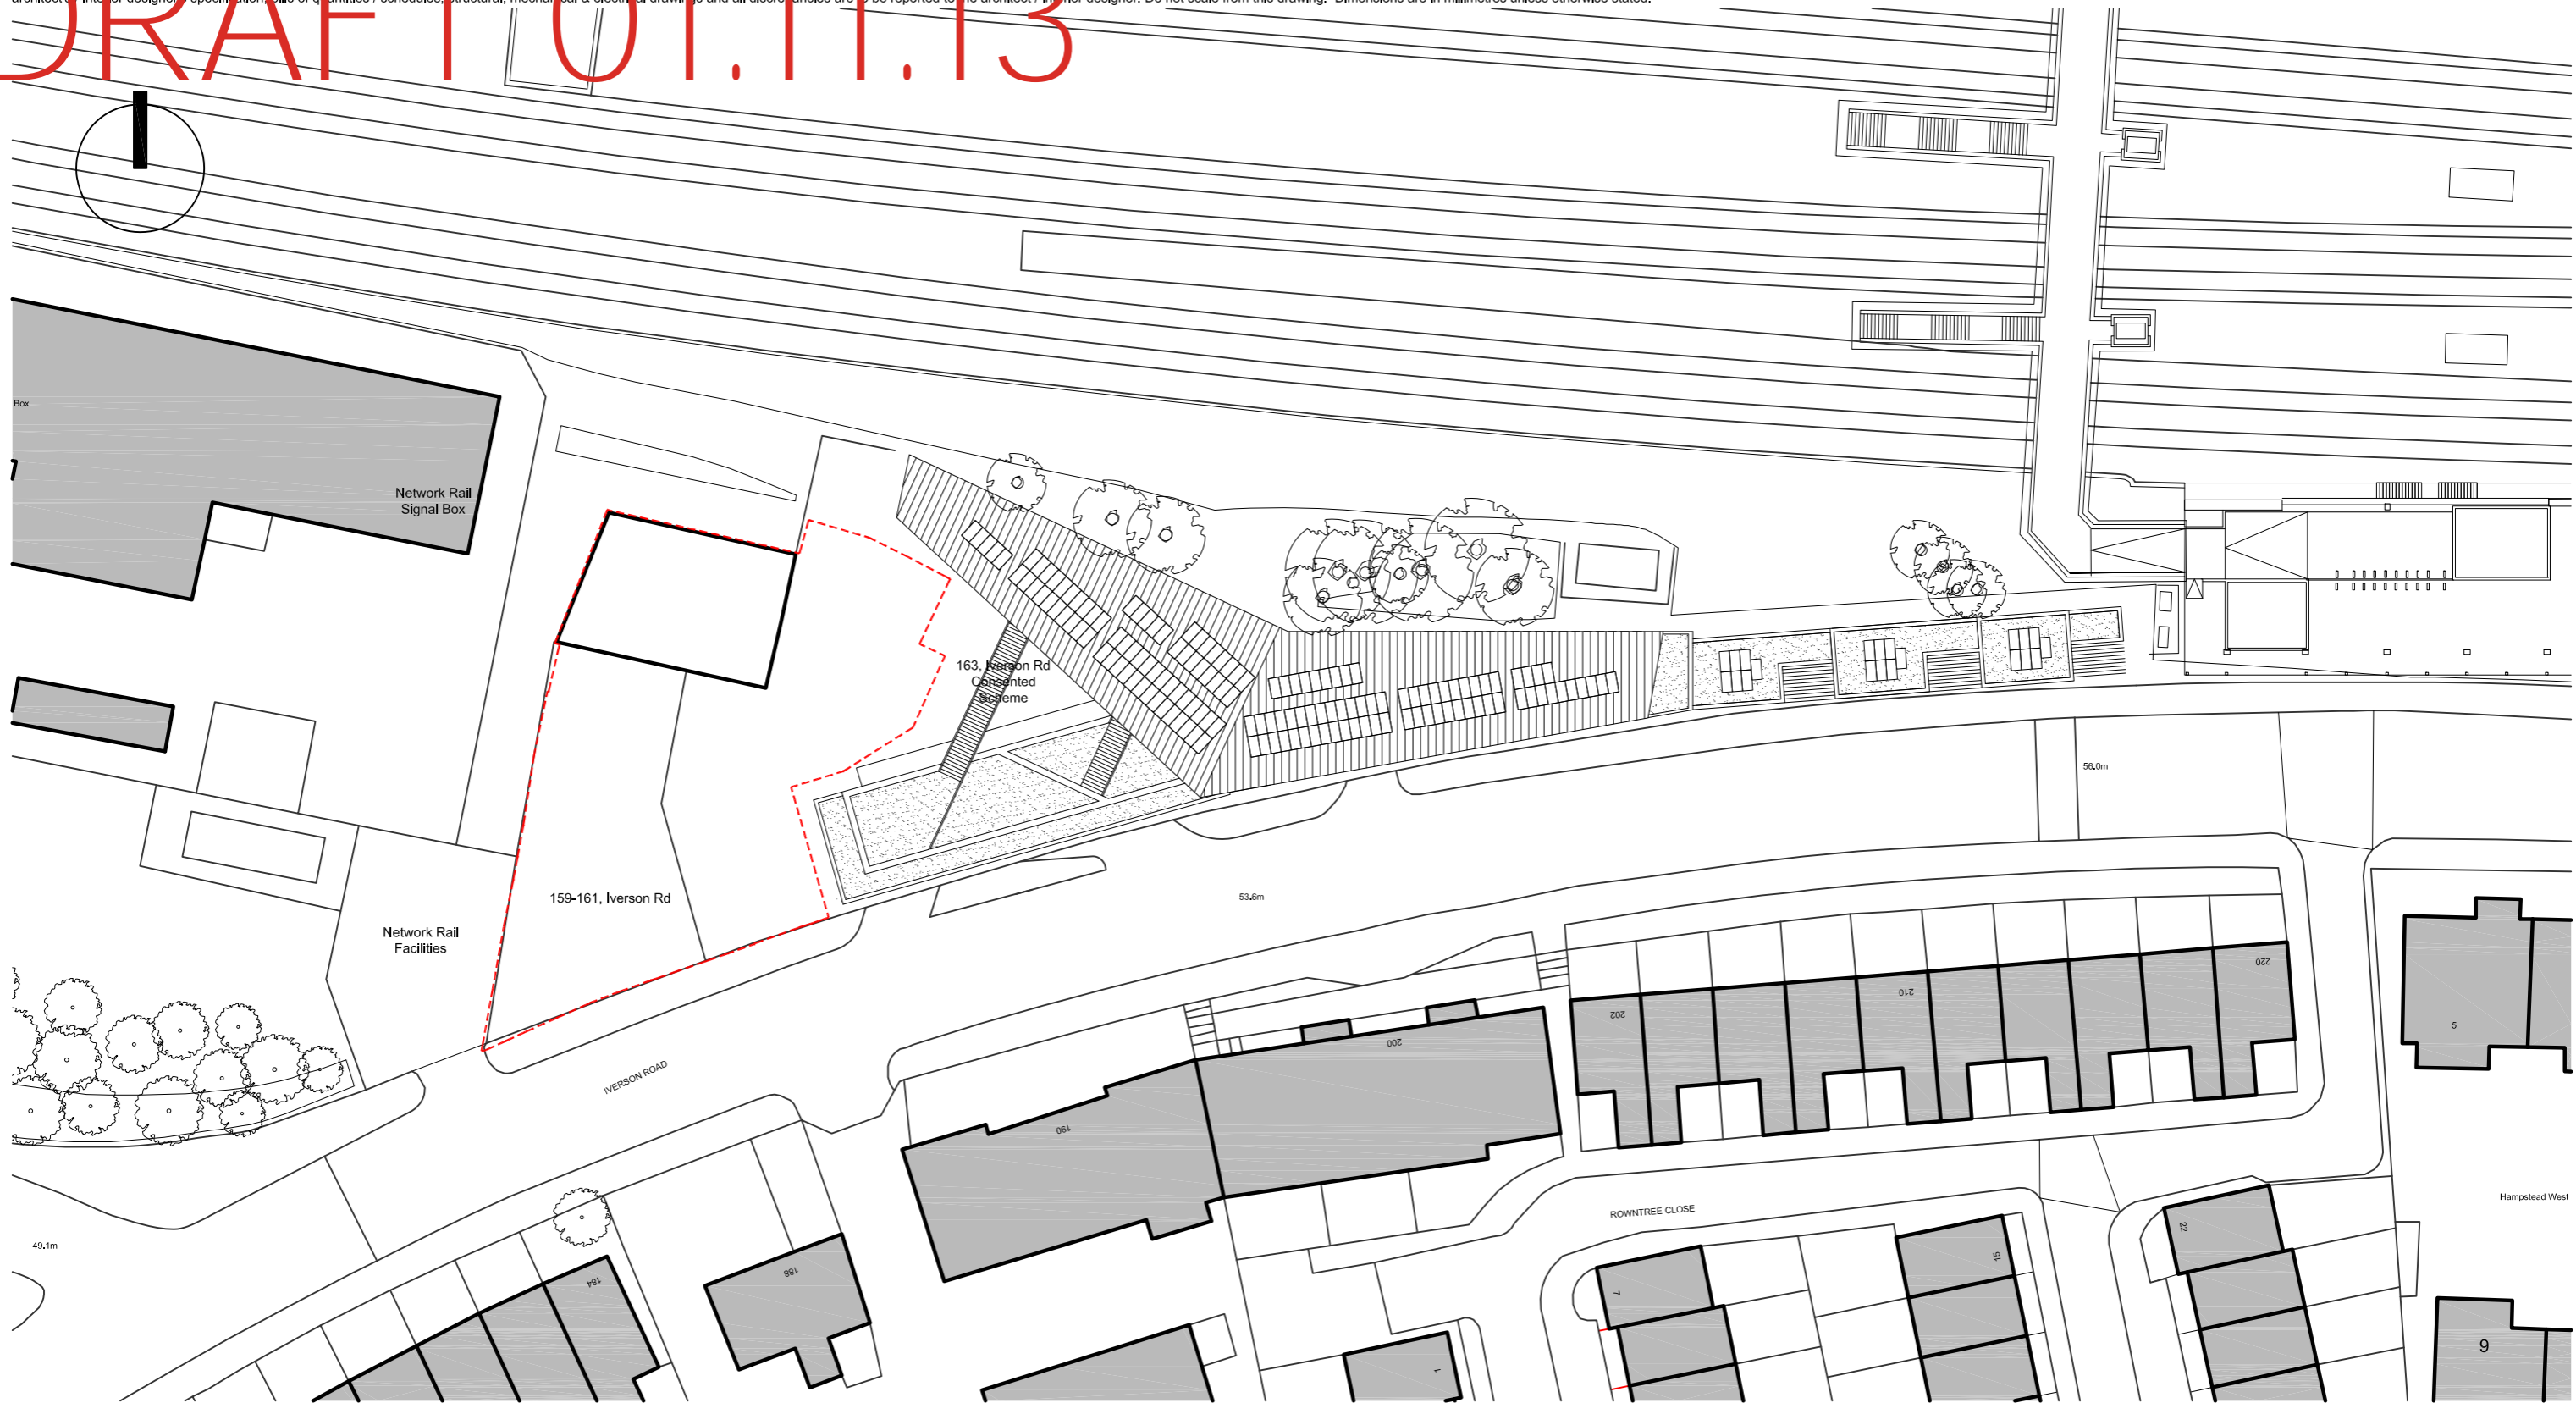 DRAFT 01.11.13
Box
Network Rail
Signal Box
163, Iverson Rd
Consented
Scheme
56.0m
159-161, Iverson Rd
53.6m
Network Rail
Facilities
220
210
202
200
5
IVERSON ROAD
190
ROWNTREE CLOSE
Hampstead West
22
49.1m
15
188
184
7
9
1